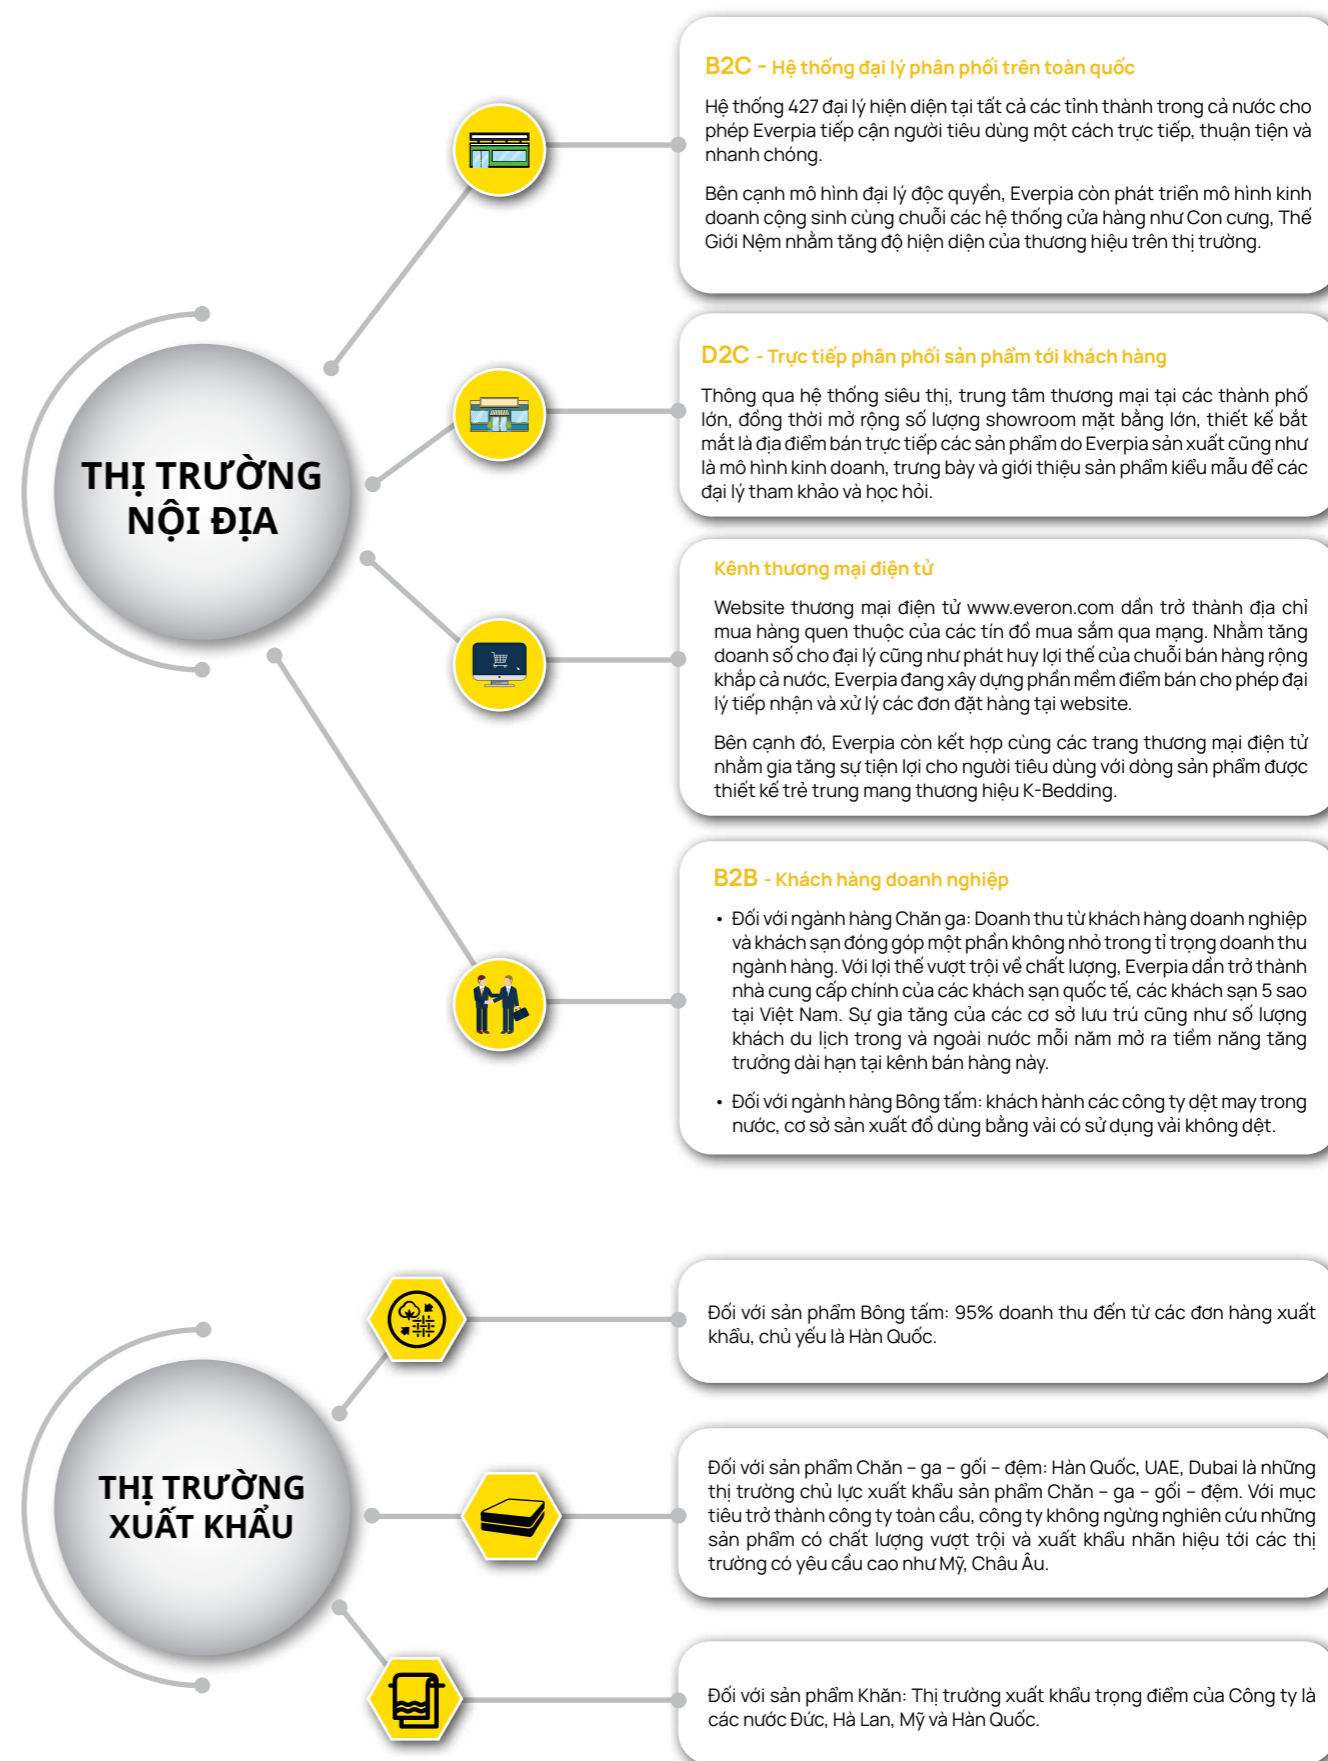 B2C - Hệ thống đại lý phân phối trên toàn quốc
Hệ thống 427 đại lý hiện diện tại tất cả các tỉnh thành trong cả nước cho
phép Everpia tiếp cận người tiêu dùng một cách trực tiếp, thuận tiện và
nhanh chóng.
Bên cạnh mô hình đại lý độc quyền, Everpia còn phát triển mô hình kinh
doanh cộng sinh cùng chuỗi các hệ thống cửa hàng như Con cưng, Thế
Giới Nệm nhằm tăng độ hiện diện của thương hiệu trên thị trường.
THỊ TRƯỜNG
NỘI ĐỊA
D2C - Trực tiếp phân phối sản phẩm tới khách hàng
Thông qua hệ thống siêu thị, trung tâm thương mại tại các thành phố
lớn, đồng thời mở rộng số lượng showroom mặt bằng lớn, thiết kế bắt
mắt là địa điểm bán trực tiếp các sản phẩm do Everpia sản xuất cũng như
là mô hình kinh doanh, trưng bày và giới thiệu sản phẩm kiểu mẫu để các
đại lý tham khảo và học hỏi.
Kênh thương mại điện tử
Website thương mại điện tử www.everon.com dần trở thành địa chỉ
mua hàng quen thuộc của các tín đồ mua sắm qua mạng. Nhằm tăng
doanh số cho đại lý cũng như phát huy lợi thế của chuỗi bán hàng rộng
khắp cả nước, Everpia đang xây dựng phần mềm điểm bán cho phép đại
lý tiếp nhận và xử lý các đơn đặt hàng tại website.
Bên cạnh đó, Everpia còn kết hợp cùng các trang thương mại điện tử
nhằm gia tăng sự tiện lợi cho người tiêu dùng với dòng sản phẩm được
thiết kế trẻ trung mang thương hiệu K-Bedding.
B2B - Khách hàng doanh nghiệp
• Đối với ngành hàng Chăn ga: Doanh thu từ khách hàng doanh nghiệp
và khách sạn đóng góp một phần không nhỏ trong tỉ trọng doanh thu
ngành hàng. Với lợi thế vượt trội về chất lượng, Everpia dần trở thành
nhà cung cấp chính của các khách sạn quốc tế, các khách sạn 5 sao
tại Việt Nam. Sự gia tăng của các cơ sở lưu trú cũng như số lượng
khách du lịch trong và ngoài nước mỗi năm mở ra tiềm năng tăng
trưởng dài hạn tại kênh bán hàng này.
• Đối với ngành hàng Bông tấm: khách hành các công ty dệt may trong
nước, cơ sở sản xuất đồ dùng bằng vải có sử dụng vải không dệt.
THỊ TRƯỜNG
XUẤT KHẨU
Đối với sản phẩm Bông tấm: 95% doanh thu đến từ các đơn hàng xuất
khẩu, chủ yếu là Hàn Quốc.
Đối với sản phẩm Chăn – ga – gối – đệm: Hàn Quốc, UAE, Dubai là những
thị trường chủ lực xuất khẩu sản phẩm Chăn – ga – gối – đệm. Với mục
tiêu trở thành công ty toàn cầu, công ty không ngừng nghiên cứu những
sản phẩm có chất lượng vượt trội và xuất khẩu nhãn hiệu tới các thị
trường có yêu cầu cao như Mỹ, Châu Âu.
Đối với sản phẩm Khăn: Thị trường xuất khẩu trọng điểm của Công ty là
các nước Đức, Hà Lan, Mỹ và Hàn Quốc.